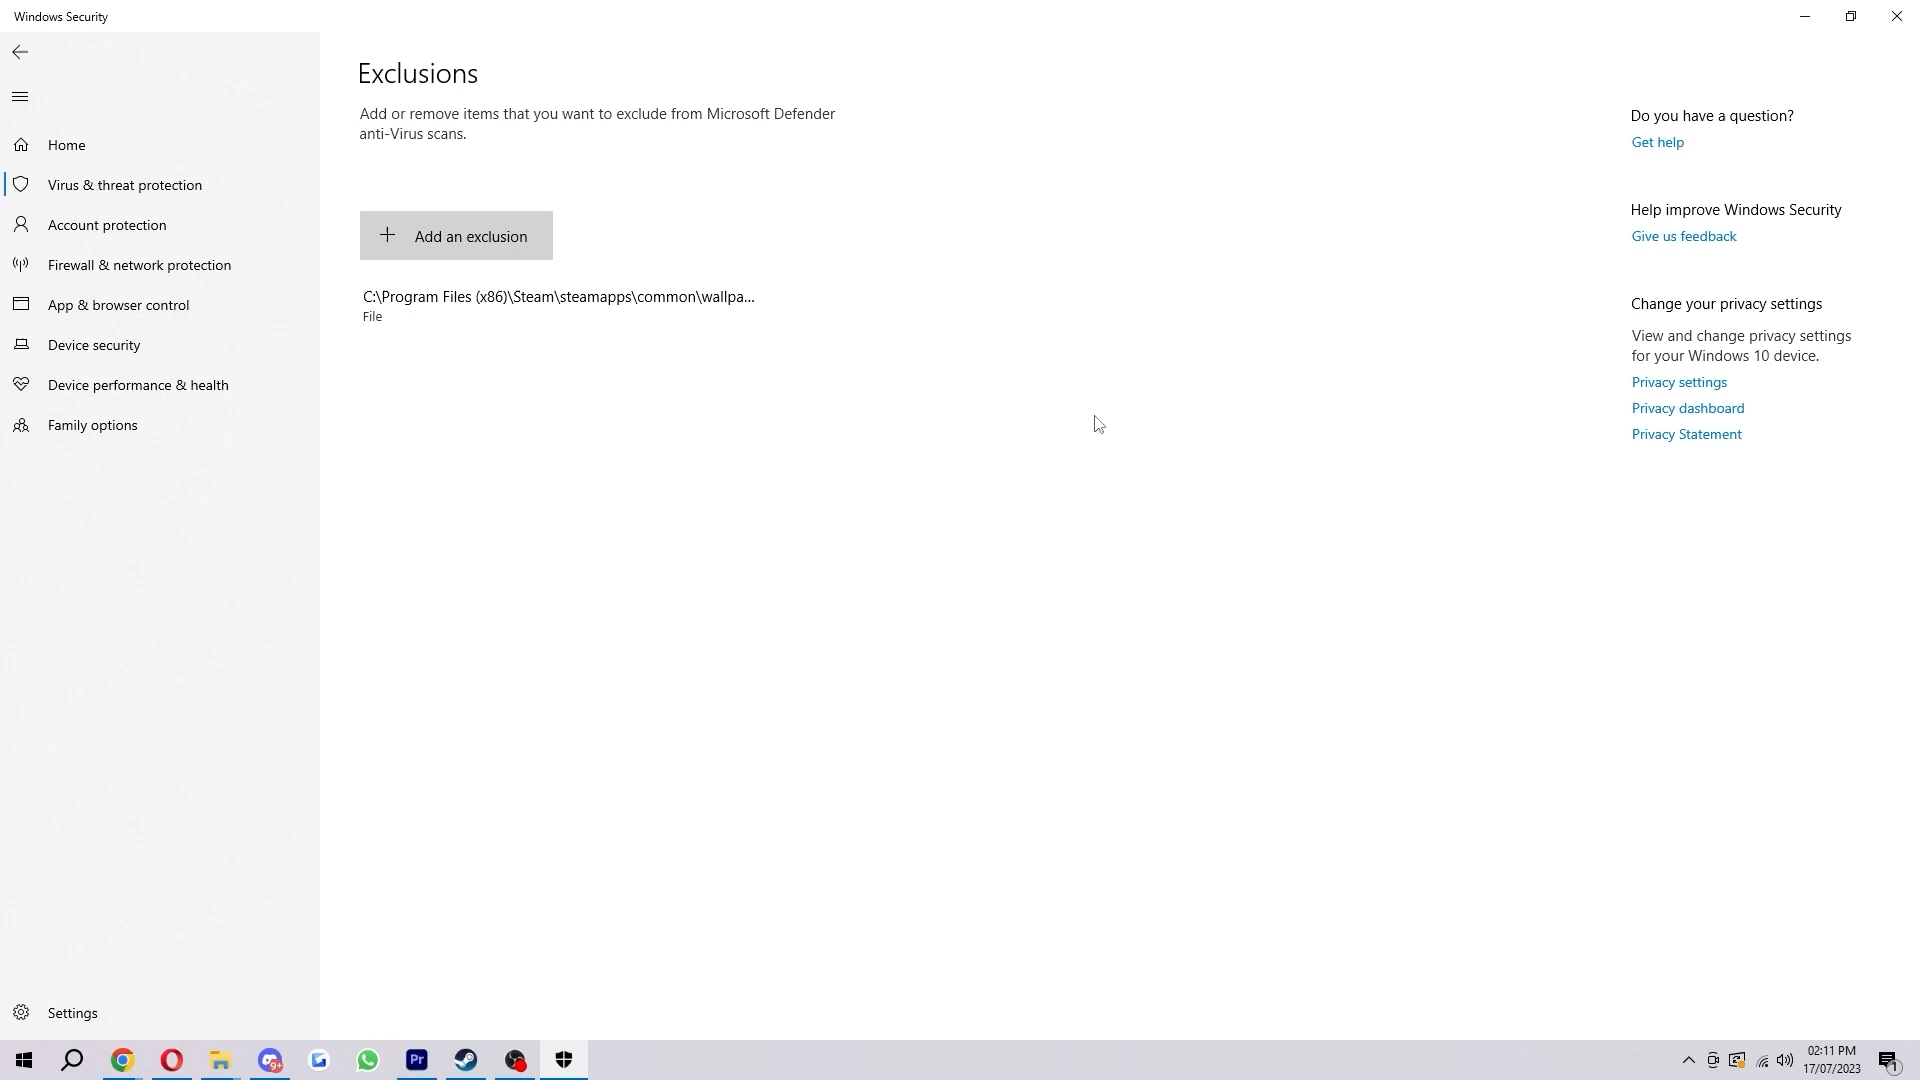 Windows Security
Home
Virus & threat protection
Account protection
Firewall & network protection
App & browser control
Device security
Device performance & health
Family options
Settings
Exclusions
Add or remove items that you want to exclude from Microsoft Defender
anti-Virus scans.
Add an exclusion
C:\Program Files (x86)\Steam\steamapps\common\wallpa...
File
Do you have a question?
Get help
Help improve Windows Security
Give us feedback
Change your privacy settings
View and change privacy settings
for your Windows 10 device.
Privacy settings
Privacy dashboard
Privacy Statement
9+
Pr
02:11 PM
17/07/2023
1